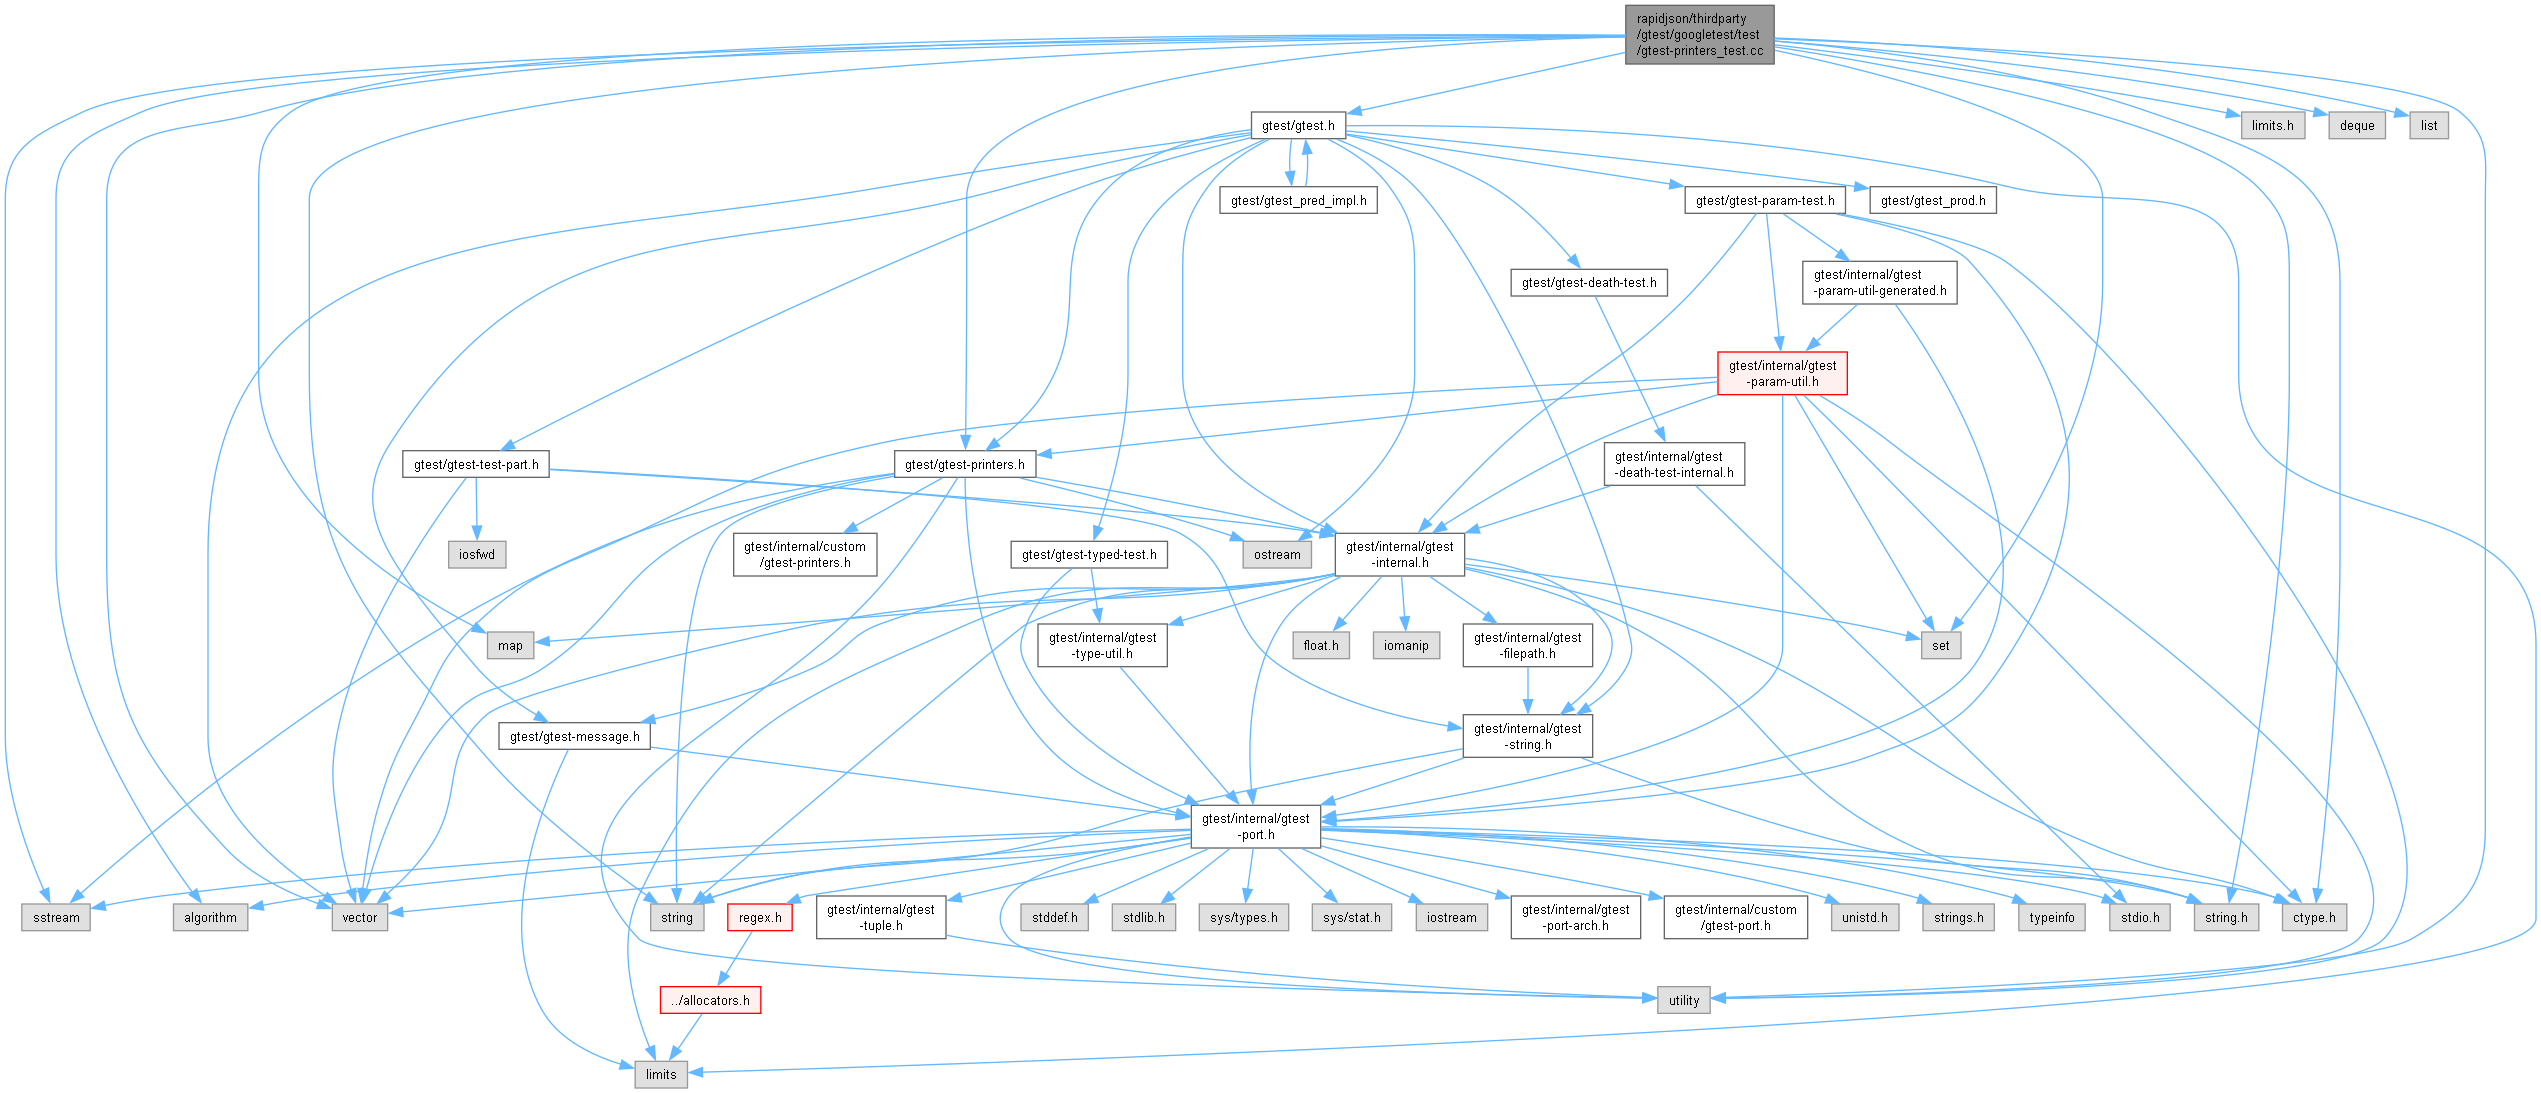 rapidjson/thirdparty
/gtest/googletest/test
/gtest-printers_test.cc
gtest/gtest.h
limits.h
deque
list
gtest/gtest_pred_impl.h
gtest/gtest-param-test.h
gtest/gtest_prod.h
gtest/gtest-death-test.h
gtest/internal/gtest
-param-util-generated.h
gtest/internal/gtest
-param-util.h
gtest/gtest-test-part.h
gtest/gtest-printers.h
gtest/internal/gtest
-death-test-internal.h
iosfwd
gtest/internal/custom
/gtest-printers.h
gtest/gtest-typed-test.h
ostream
gtest/internal/gtest
-internal.h
map
gtest/internal/gtest
-type-util.h
float.h
iomanip
gtest/internal/gtest
-filepath.h
set
gtest/gtest-message.h
gtest/internal/gtest
-string.h
gtest/internal/gtest
-port.h
sstream
algorithm
vector
string
regex.h
gtest/internal/gtest
-tuple.h
stddef.h
stdlib.h
sys/types.h
sys/stat.h
iostream
gtest/internal/gtest
-port-arch.h
gtest/internal/custom
/gtest-port.h
unistd.h
strings.h
typeinfo
stdio.h
string.h
ctype.h
../allocators.h
utility
limits